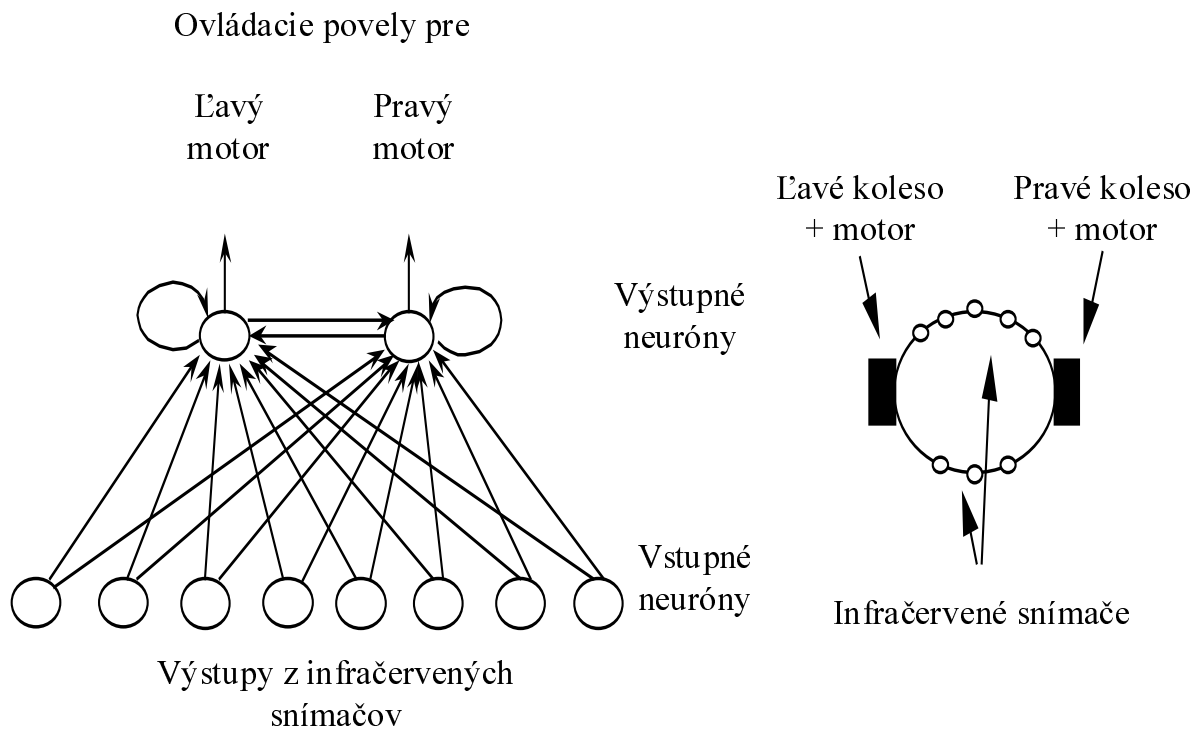 Ovládacie povely pre
Ľavý
motor
Pravý
motor
Ľavé koleso
+ motor
Pravé koleso
+ motor
Výstupné
neuróny
Vstupné
neuróny
Infračervené snímače
Výstupy z infračervených
snímačov